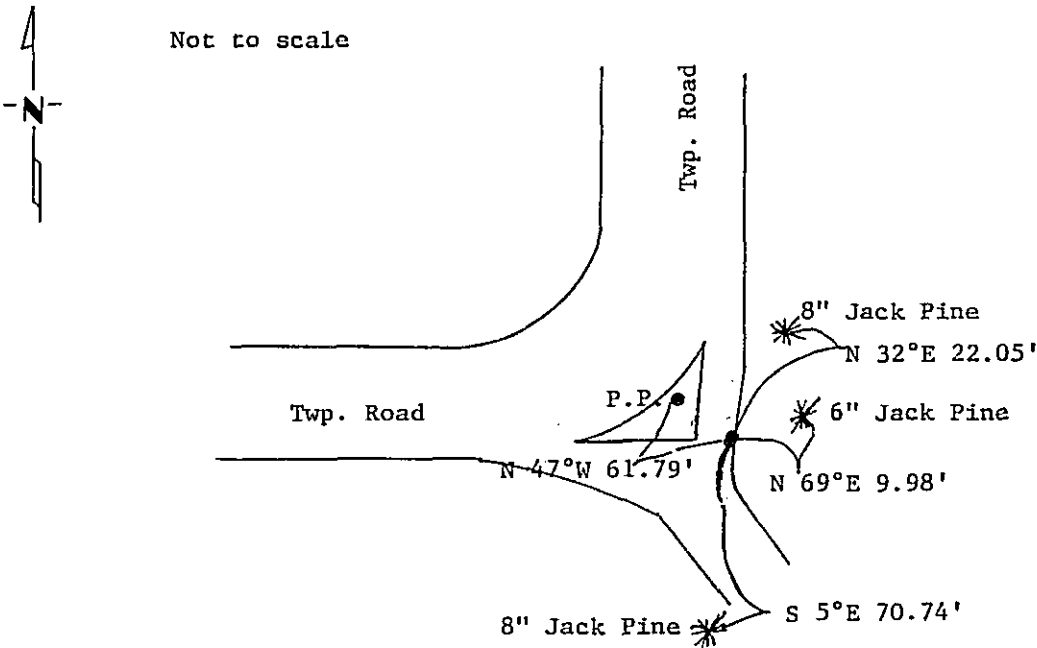 Not to scale
N
Twp. Road
8" Jack Pine
N 32°E 22.05'
P.P.
Twp. Road
6" Jack Pine
N 47°W 61.79'
N 69°E 9.98'
S 5°E 70.74'
8" Jack Pine